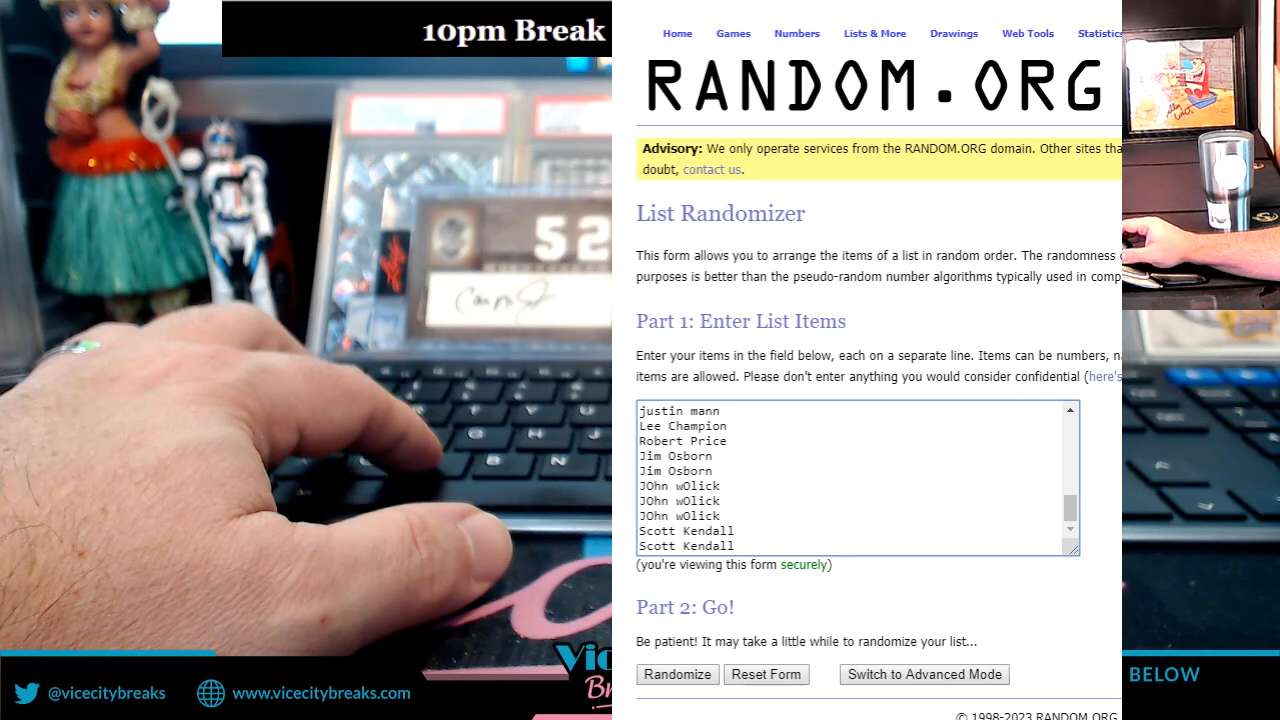 10pm Break
Home Games Numbers Lists & More Drawings Web Tools Statistics
RANDOM.ORG
Advisory: We only operate services from the RANDOM.ORG domain. Other sites tha
doubt, contact us.
List Randomizer
This form allows you to arrange the items of a list in random order. The randomness
purposes is better than the pseudo-random number algorithms typically used in comp
Part 1: Enter List Items
Enter your items in the field below, each on a separate line. Items can be numbers, n
items are allowed. Please don't enter anything you would consider confidential (here's
justin mann
Lee Champion
Robert Price
Jim Osborn
Jim Osborn
JOhn wOlick
JOhn wOlick
JOhn wOlick
Scott Kendall
Scott Kendall
(you're viewing this form securely)
Part 2: Go!
Be patient! It may take a little while to randomize your list...
Randomize Reset Form Switch to Advanced Mode
© 1998-2023 RANDOM.ORG
52
Vic
Br
@vicecitybreaks www.vicecitybreaks.com
BELOW